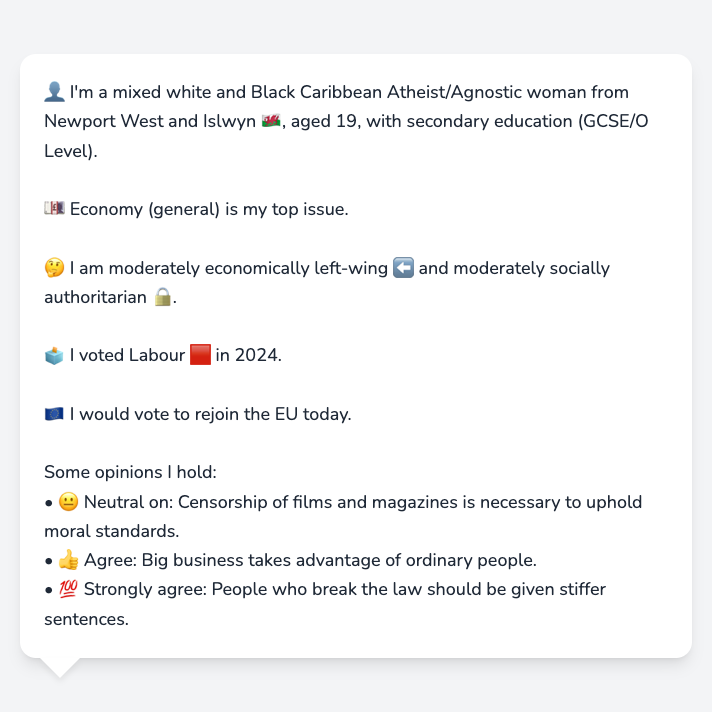 👤 I'm a mixed white and Black Caribbean Atheist/Agnostic woman from
Newport West and Islwyn 🏴󠁧󠁢󠁷󠁬󠁳󠁿, aged 19, with secondary education (GCSE/O
Level).
💷 Economy (general) is my top issue.
🤔 I am moderately economically left-wing ⬅️ and moderately socially
authoritarian 🔒.
🗳️ I voted Labour 🟥 in 2024.
🇪🇺 I would vote to rejoin the EU today.
Some opinions I hold:
• 😐 Neutral on: Censorship of films and magazines is necessary to uphold
moral standards.
• 👍 Agree: Big business takes advantage of ordinary people.
• 💯 Strongly agree: People who break the law should be given stiffer
sentences.